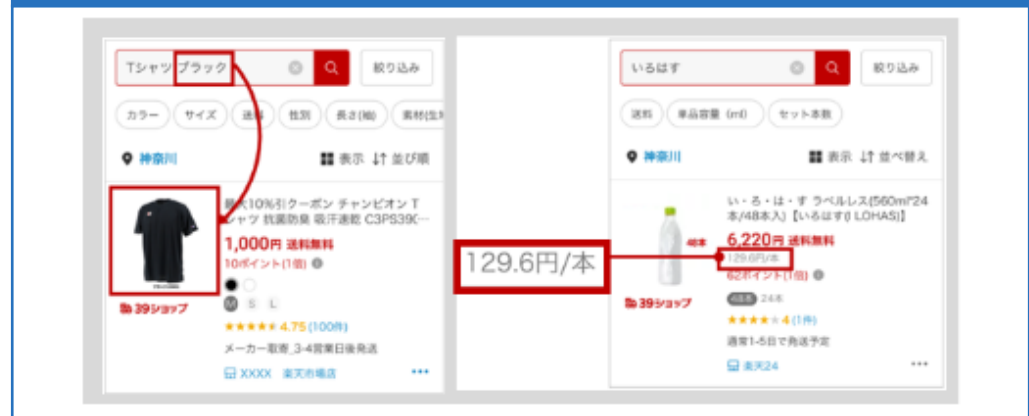 Tシャツ ブラック
絞り込み
カラー サイズ 送料 性別 長さ(袖) 素材(生
神奈川
表示 ↓↑ 並び順
最大10%引クーポン チャンピオン T
シャツ 抗菌防臭 吸汗速乾 C3PS39…
1,000円 送料無料
10ポイント(1倍)
M S L
39ショップ
4.75 (100件)
メーカー取寄_3-4営業日後発送
XXXX 楽天市場店
いろはす
絞り込み
送料 単品容量 (ml) セット本数
神奈川
表示 ↓↑ 並べ替え
い・ろ・は・す ラベルレス(560ml*24
本/48本入)【いろはす(I LOHAS)】
48本
6,220円 送料無料
129.6円/本
129.6円/本
62ポイント(1倍)
48本 24本
39ショップ
4 (1件)
通常1-5日で発送予定
楽天24